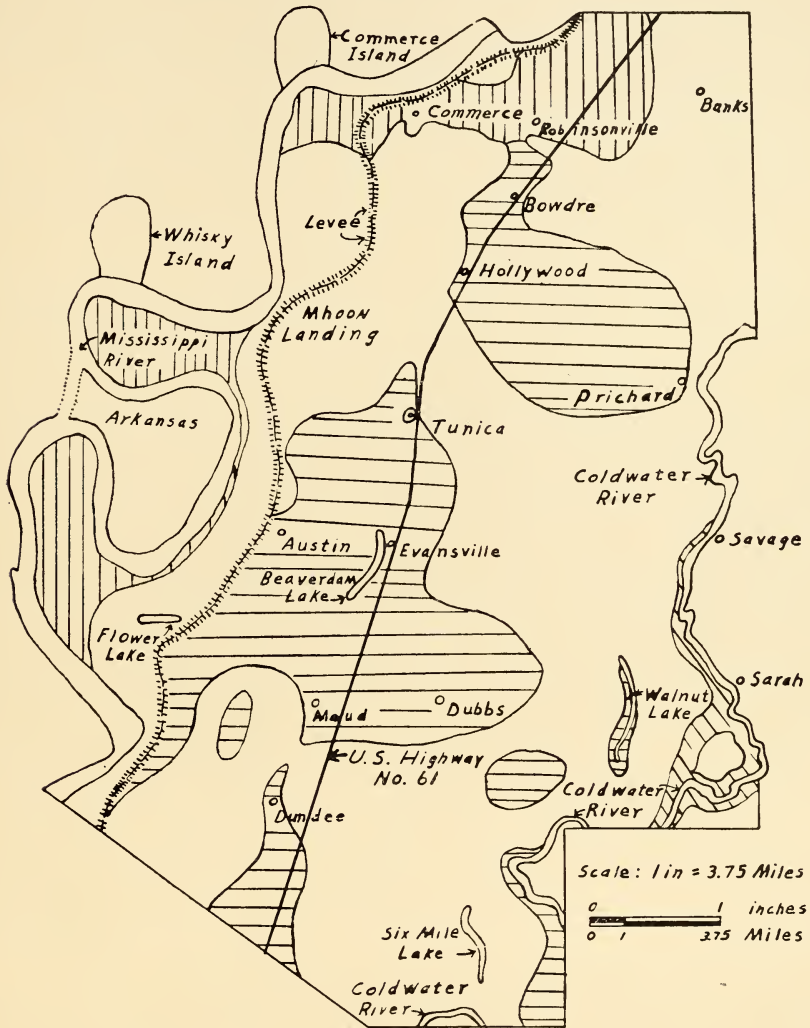 Commerce
Island
Banks
Commerce
Robinsonville
Levee
Bowdre
Whisky
Island
Hollywood
Mhoon
Landing
Mississippi
River
Prichard
Arkansas
Tunica
Coldwater
River
Austin
Evansville
Savage
Beaverdam
Lake
Flower
Lake
Sarah
Walnut
Lake
Maud
Dubbs
U.S. Highway
No. 61
Coldwater
River
Dundee
Scale: 1 in = 3.75 Miles
0 1 inches
0 1 3.75 Miles
Six Mile
Lake
Coldwater
River